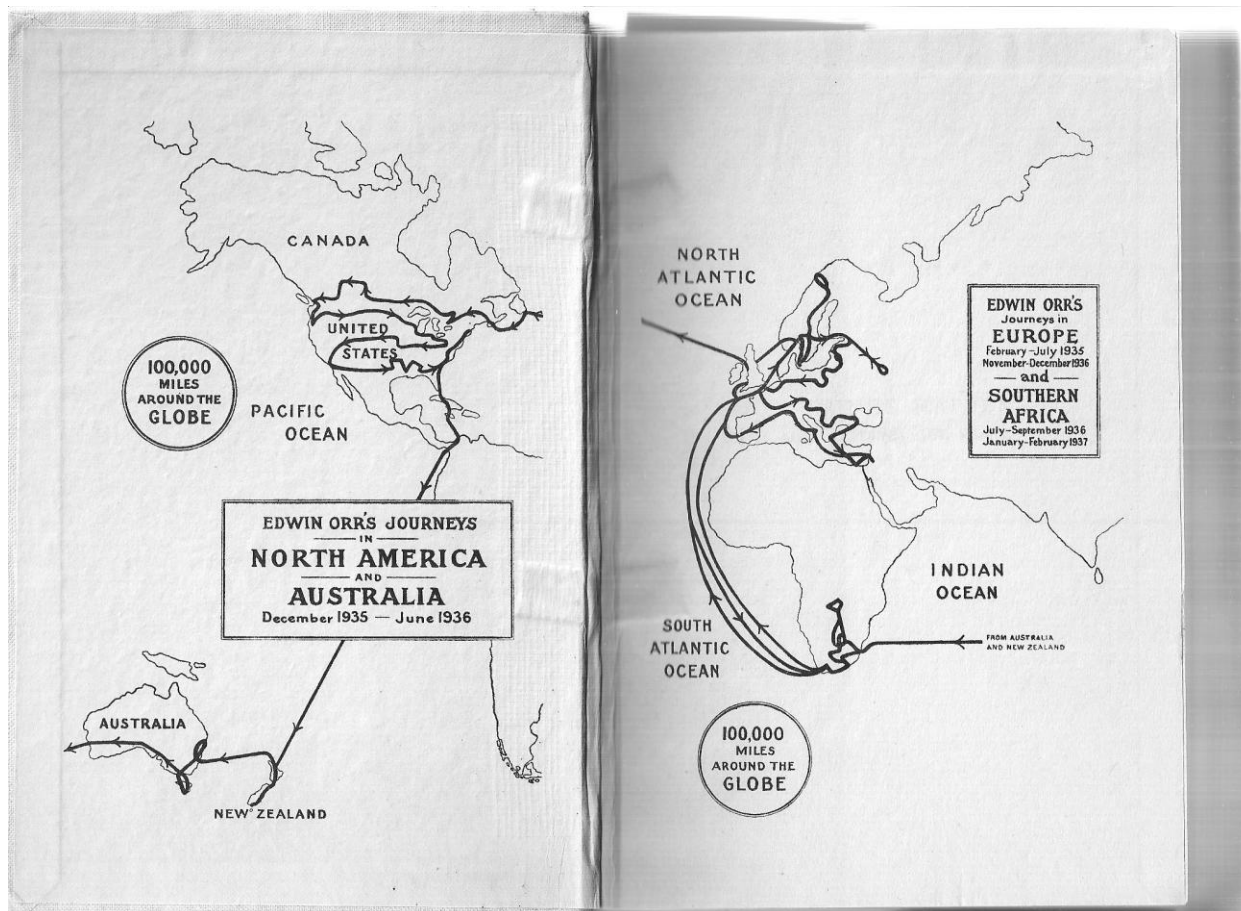 CANADA
UNITED
STATES
100,000
MILES
AROUND THE
GLOBE
PACIFIC
OCEAN
EDWIN ORR'S JOURNEYS
IN
NORTH AMERICA
AND
AUSTRALIA
December 1935 — June 1936
AUSTRALIA
NEW ZEALAND
NORTH
ATLANTIC
OCEAN
EDWIN ORR'S
Journeys in
EUROPE
February-July 1935
November-December 1936
— and —
SOUTHERN
AFRICA
July-September 1936
January-February 1937
INDIAN
OCEAN
FROM AUSTRALIA
AND NEW ZEALAND
SOUTH
ATLANTIC
OCEAN
100,000
MILES
AROUND THE
GLOBE